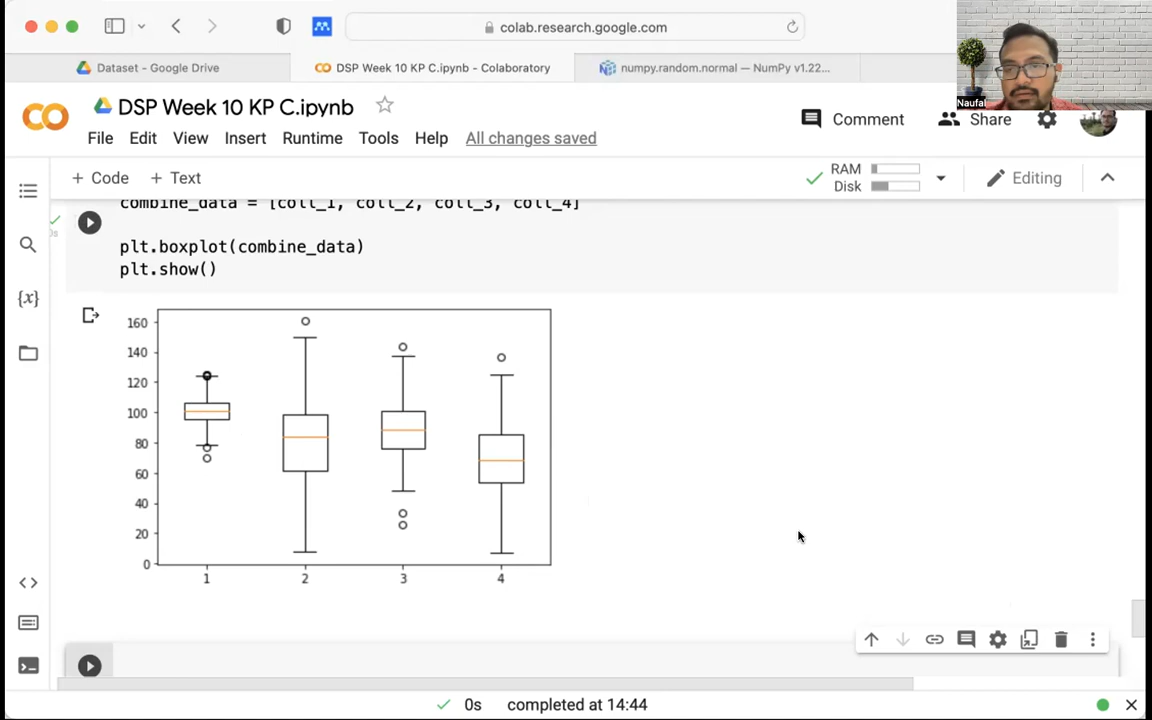 colab.research.google.com
Dataset - Google Drive
DSP Week 10 KP C.ipynb - Colaboratory
numpy.random.normal — NumPy v1.22...
Naufal
DSP Week 10 KP C.ipynb
File Edit View Insert Runtime Tools Help All changes saved
Comment Share
+ Code + Text
RAM
Disk
Editing
combine_data = [coll_1, coll_2, coll_3, coll_4]
0s
plt.boxplot(combine_data)
plt.show()
{x}
160
140
120
100
80
60
40
20
0
1 2 3 4
0s completed at 14:44